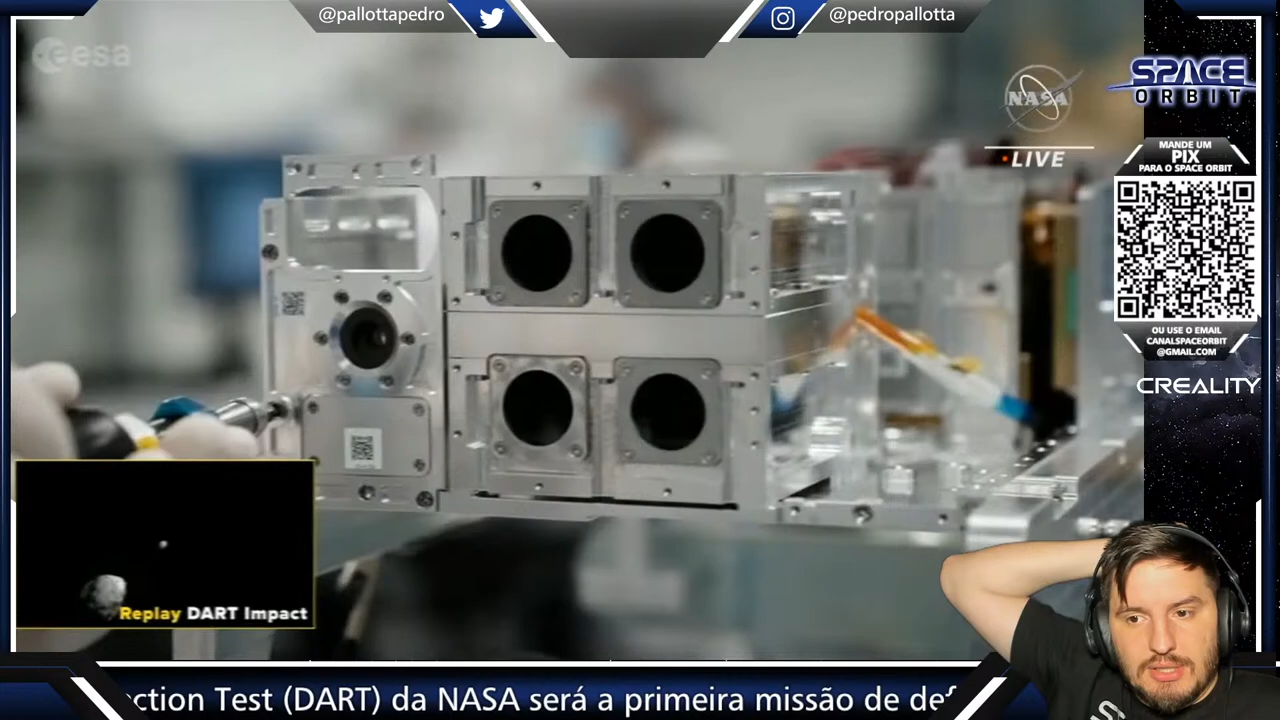 @pallottapedro
@pedropallotta
esa
NASA
LIVE
SPACE
ORBIT
MANDE UM
PIX
PARA O SPACE ORBIT
OU USE O EMAIL
CANALSPACEORBIT
@GMAIL.COM
CREALITY
Replay DART Impact
ction Test (DART) da NASA será a primeira missão de def